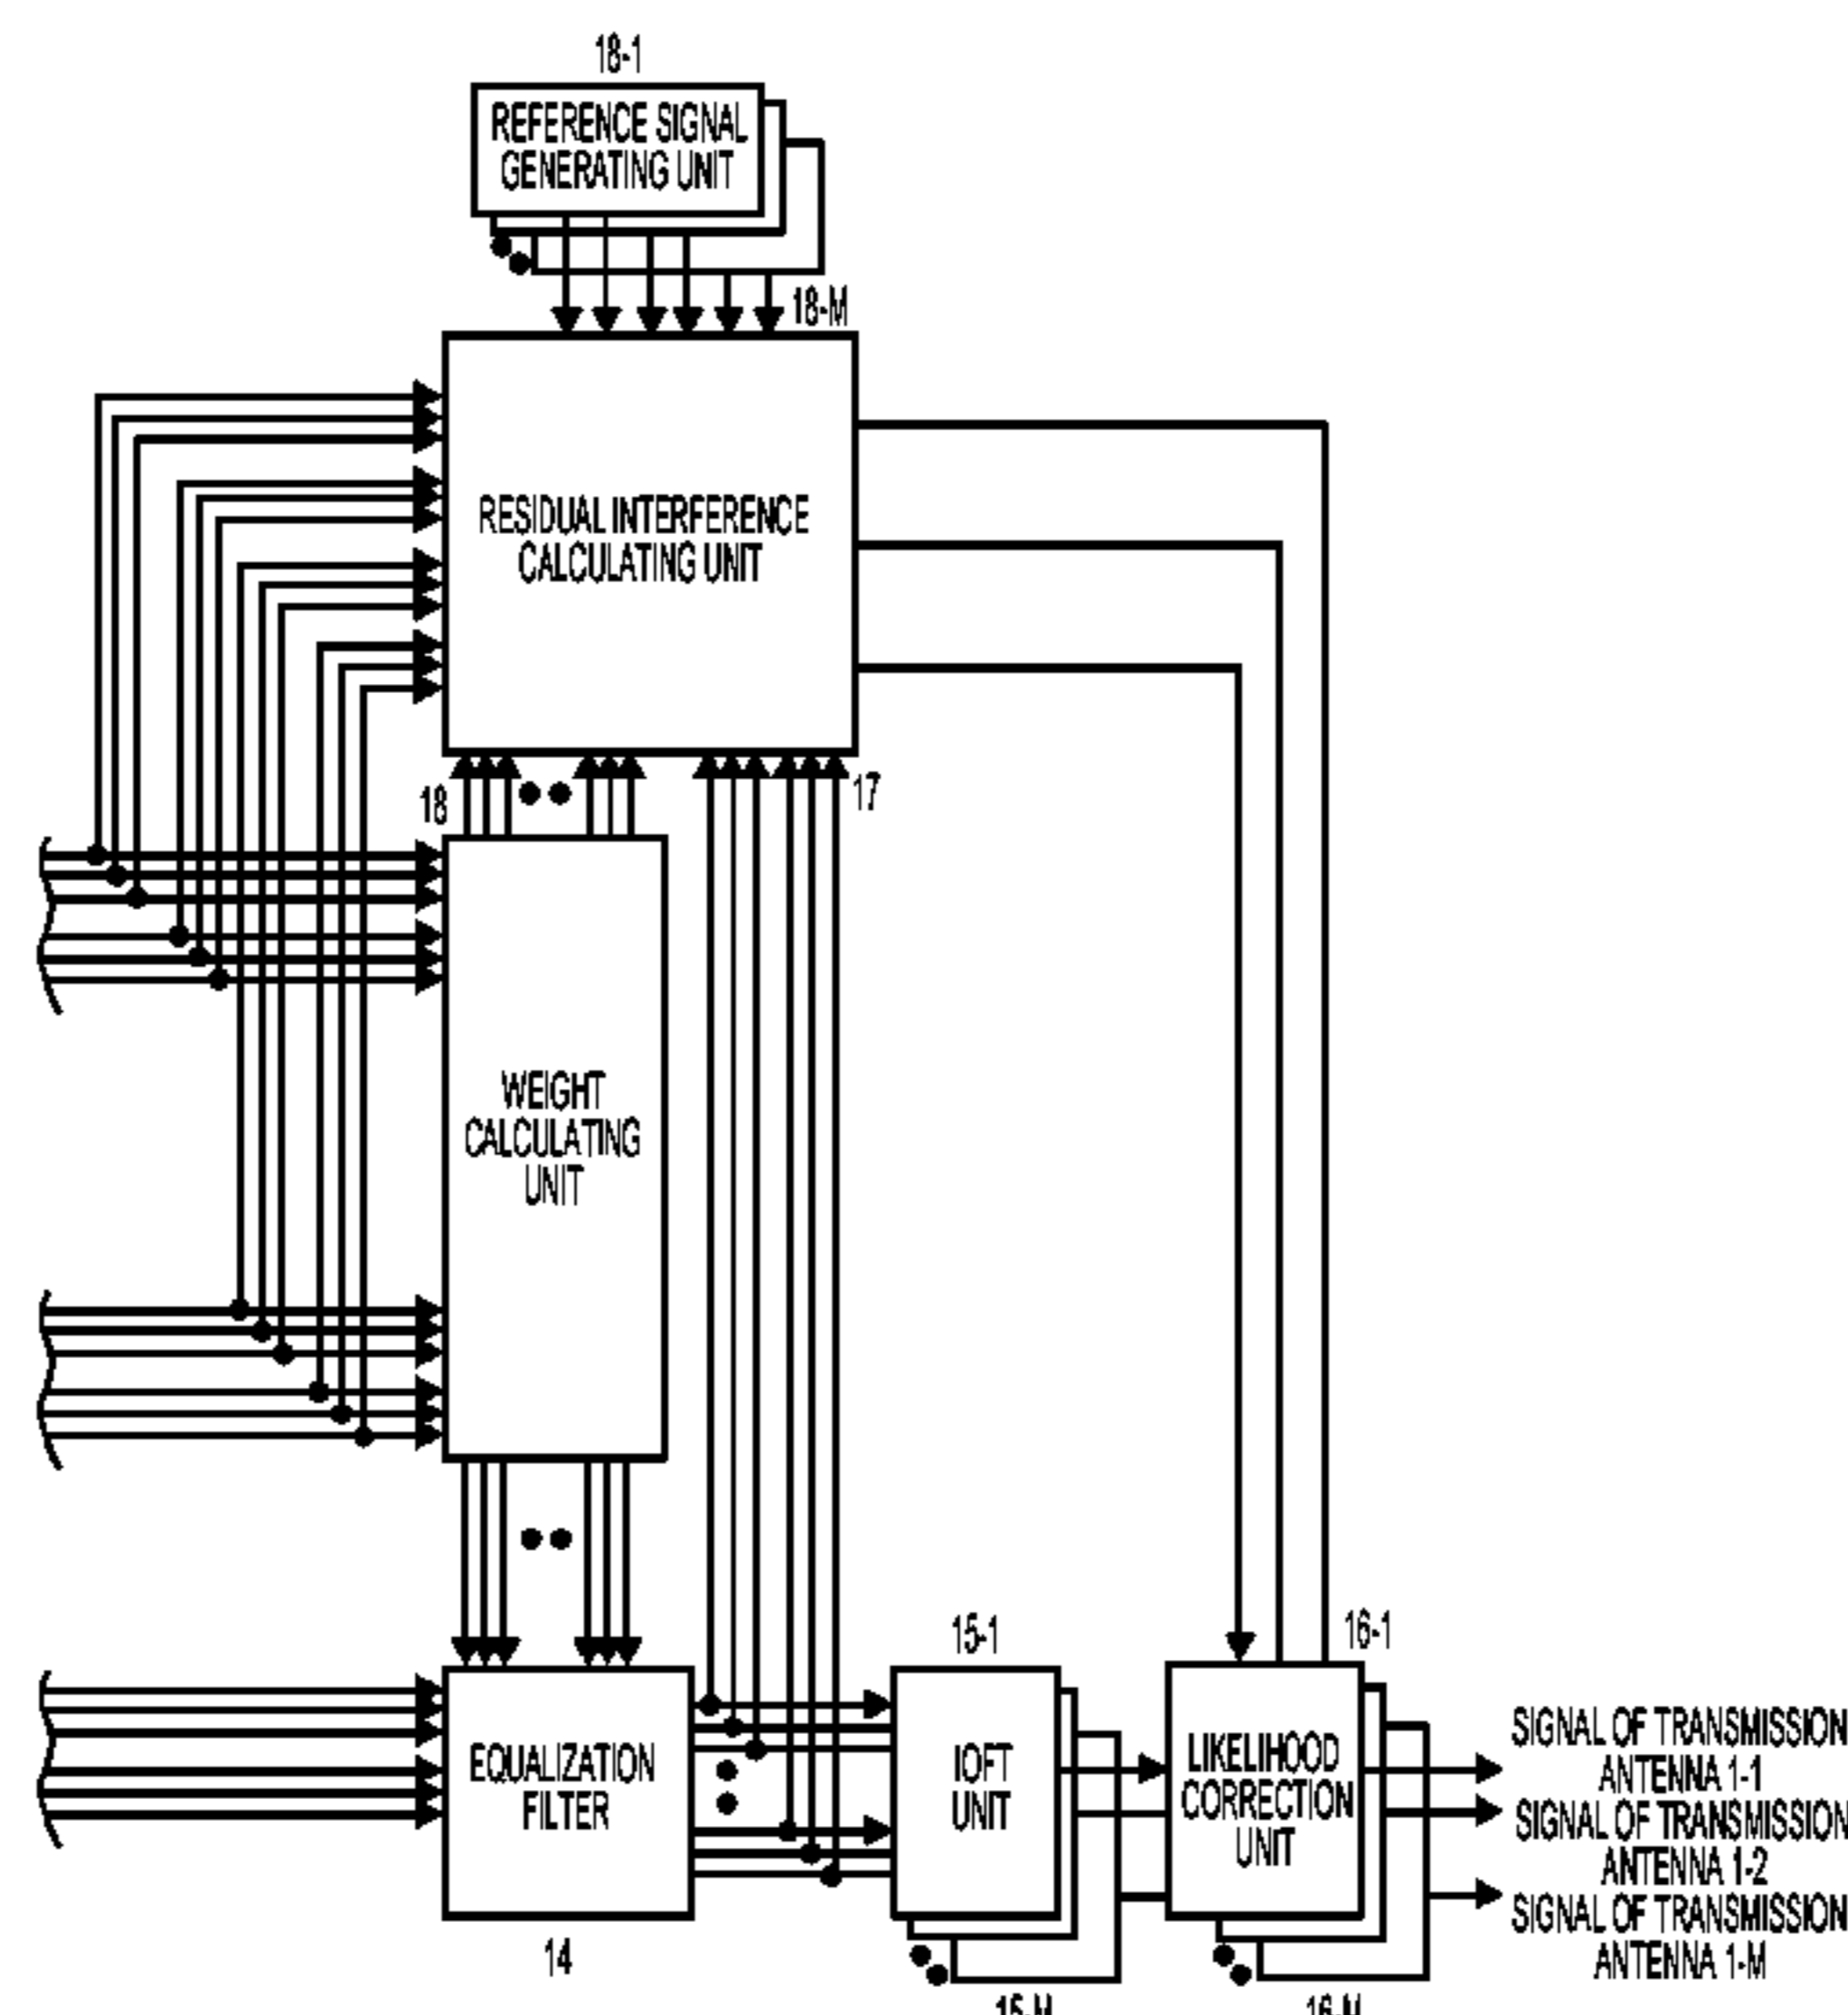 18-1
REFERENCE SIGNAL
GENERATING UNIT
18-M
RESIDUAL INTERFERENCE
CALCULATING UNIT
18
17
WEIGHT
CALCULATING
UNIT
15-1
16-1
EQUALIZATION
FILTER
IOFT
UNIT
LIKELIHOOD
CORRECTION
UNIT
SIGNAL OF TRANSMISSION
ANTENNA 1-1
SIGNAL OF TRANSMISSION
ANTENNA 1-2
SIGNAL OF TRANSMISSION
ANTENNA 1-M
14
15-M
16-M